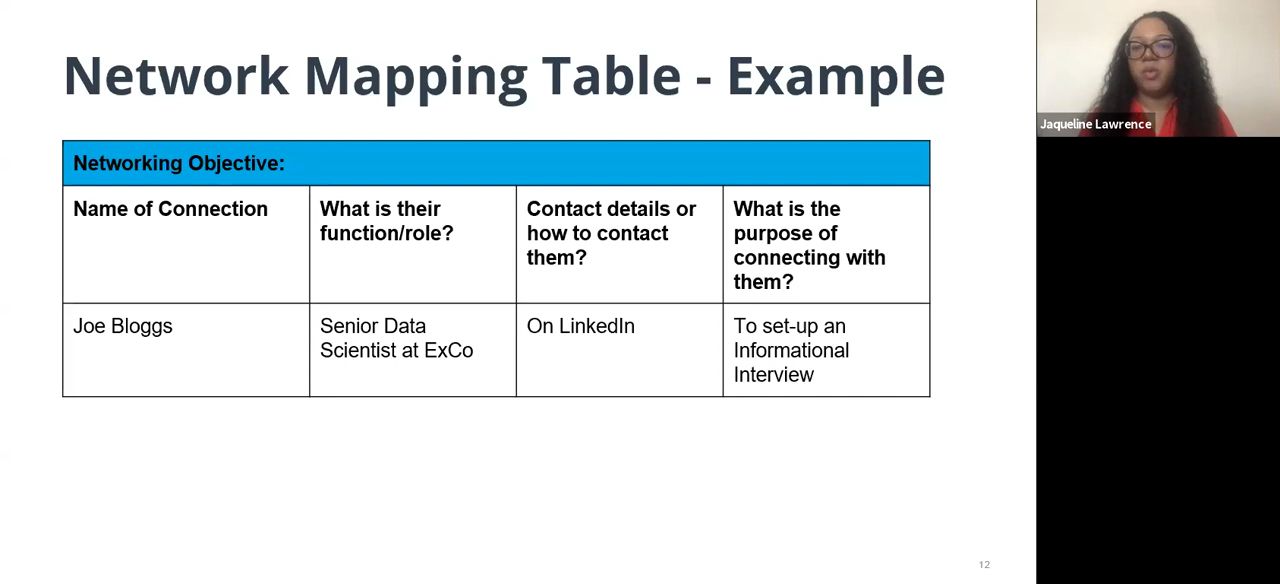 Network Mapping Table - Example
Jaqueline Lawrence
Networking Objective:
Name of Connection
What is their
function/role?
Contact details or
how to contact
them?
What is the
purpose of
connecting with
them?
Joe Bloggs
Senior Data
Scientist at ExCo
On LinkedIn
To set-up an
Informational
Interview
12